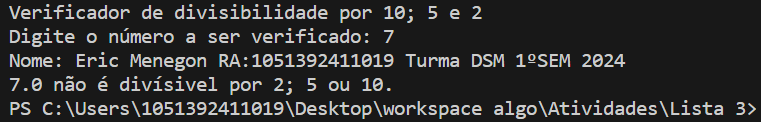 Verificador de divisibilidade por 10; 5 e 2
Digite o número a ser verificado: 7
Nome: Eric Menegon RA:1051392411019 Turma DSM 1ºSEM 2024
7.0 não é divísivel por 2; 5 ou 10.
PS C:\Users\1051392411019\Desktop\workspace algo\Atividades\Lista 3>